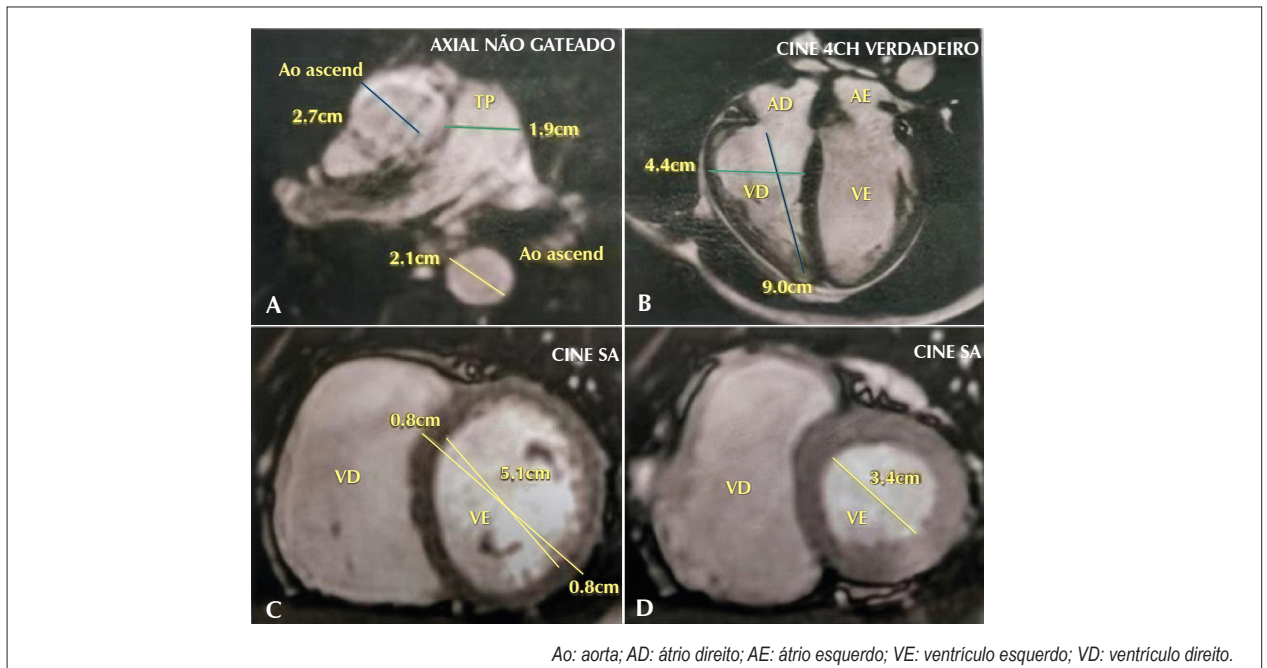 AXIAL NÃO GATEADO
Ao ascend
TP
2.7cm
1.9cm
2.1cm
Ao ascend
A
CINE 4CH VERDADEIRO
AD
AE
4.4cm
VD
VE
9.0cm
B
CINE SA
0.8cm
VD
5.1cm
VE
0.8cm
C
CINE SA
VD
3.4cm
VE
D
Ao: aorta; AD: átrio direito; AE: átrio esquerdo; VE: ventrículo esquerdo; VD: ventrículo direito.